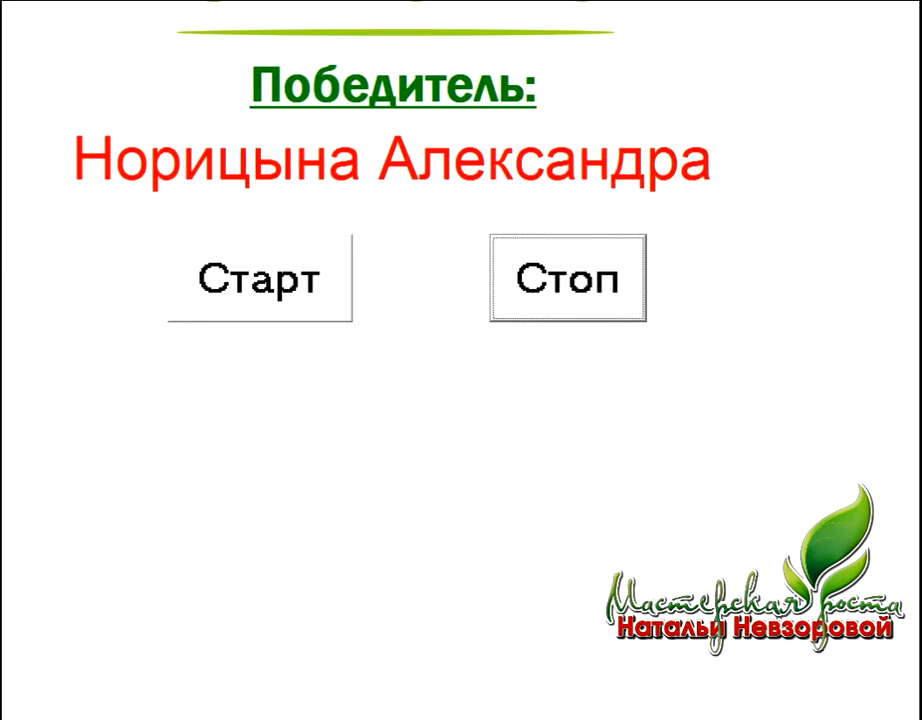 Победитель:
Норицына Александра
Старт
Стоп
Мастерская роста
Натальи Невзоровой